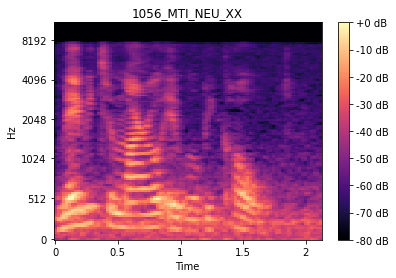 1056_MTI_NEU_XX
+0 dB
8192
-10 dB
4096
-20 dB
-30 dB
2048
Hz
-40 dB
1024
-50 dB
512
-60 dB
-70 dB
0
-80 dB
0 0.5 1 1.5 2
Time